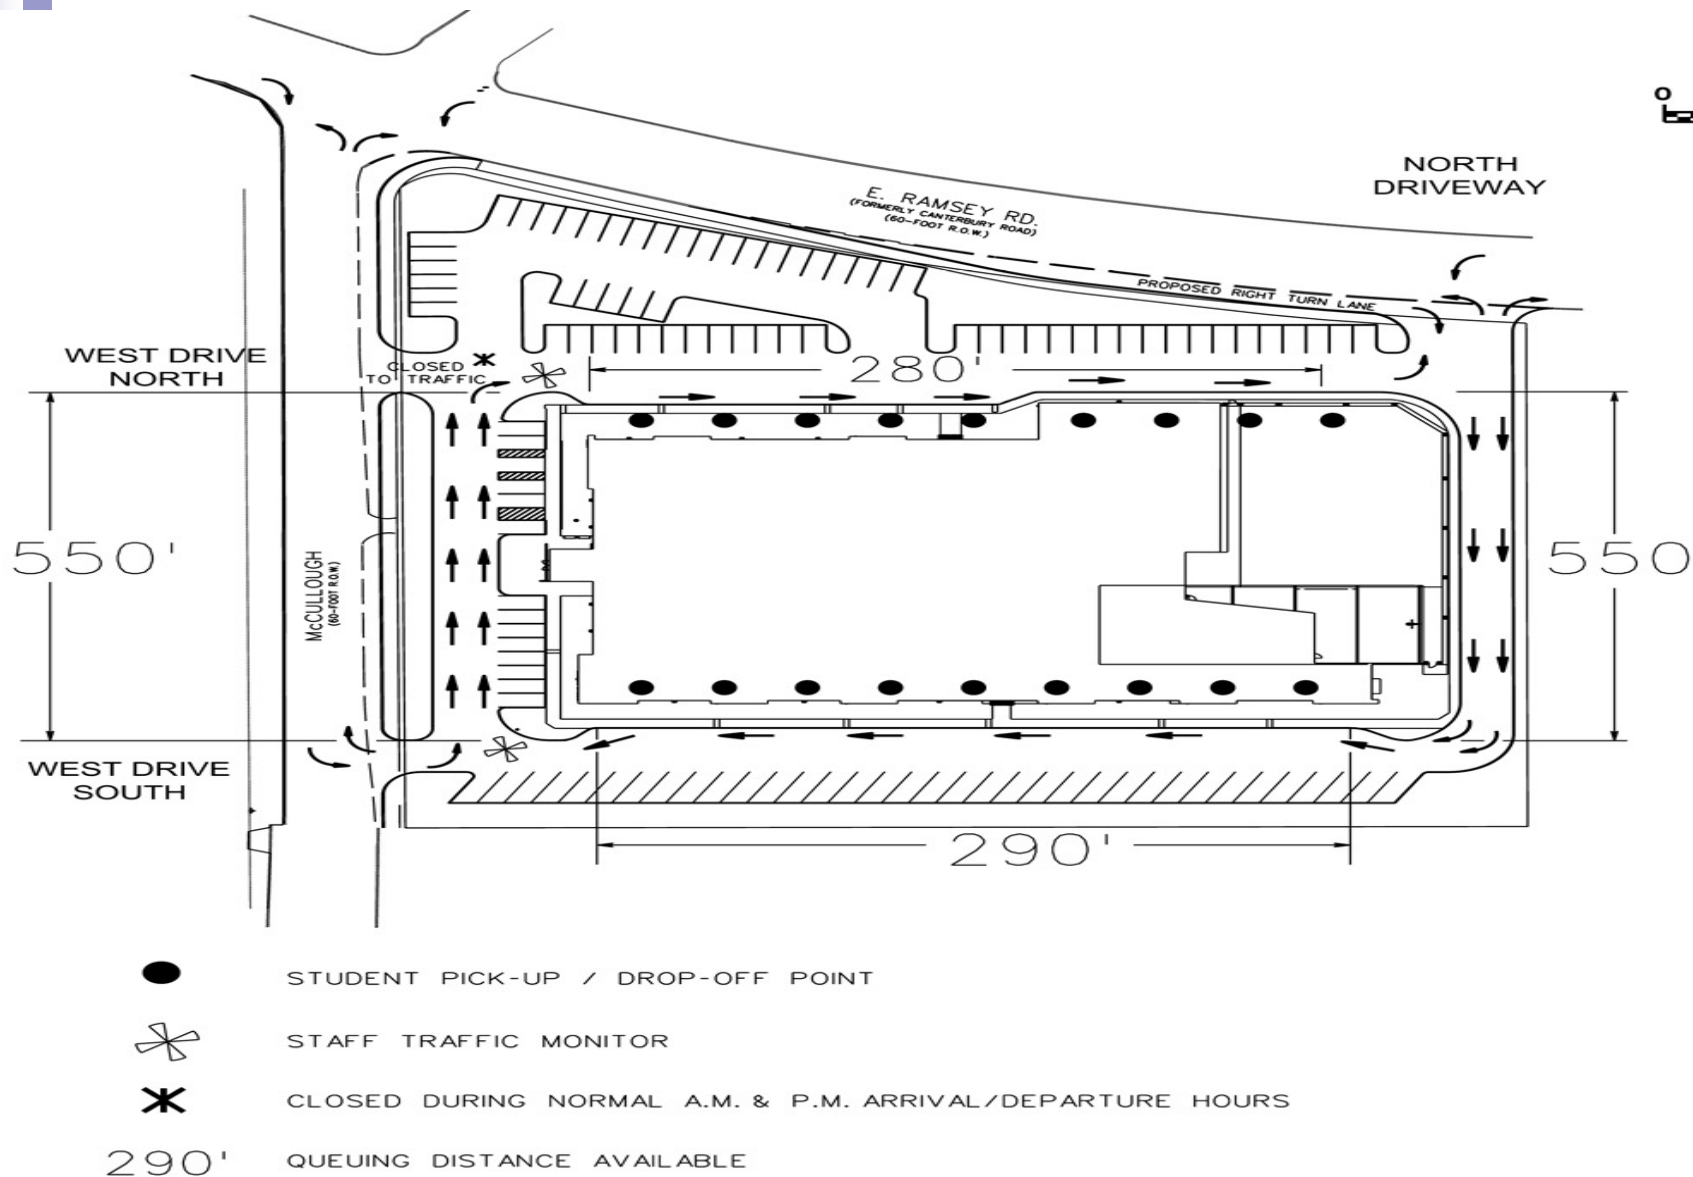 NORTH
DRIVEWAY
E. RAMSEY RD.
(FORMERLY CANTERBURY ROAD)
(60-FOOT R.O.W.)
PROPOSED RIGHT TURN LANE
WEST DRIVE
NORTH
CLOSED
TO TRAFFIC
280'
550'
McCULLOUGH
(60-FOOT R.O.W.)
550
WEST DRIVE
SOUTH
290'
STUDENT PICK-UP / DROP-OFF POINT
STAFF TRAFFIC MONITOR
CLOSED DURING NORMAL A.M. & P.M. ARRIVAL/DEPARTURE HOURS
290' QUEUING DISTANCE AVAILABLE